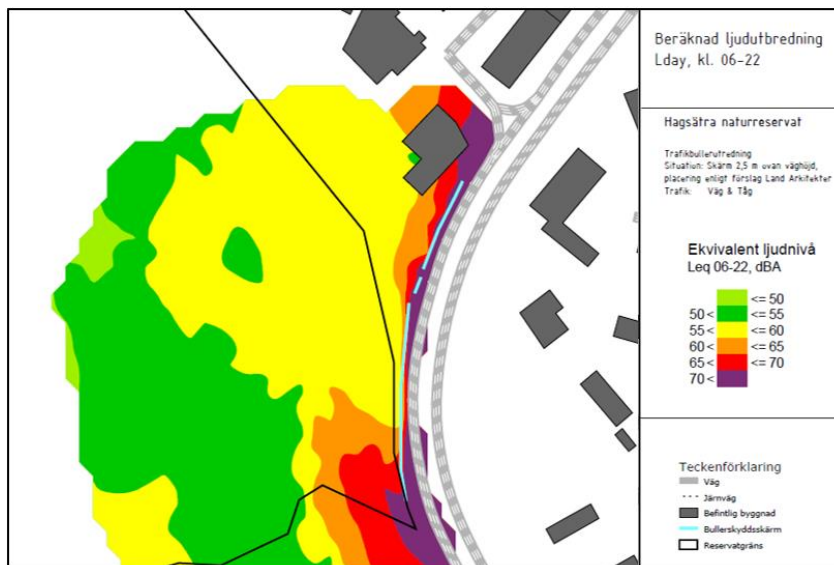 Beräknad ljudutbredning
Lday, kl. 06-22
Hagsätra naturreservat
Trafikbullerutredning
Situation: Skärm 2,5 m ovan väghöjd,
placering enligt förslag Land Arkitekter
Trafik: Väg & Tåg
Ekvivalent ljudnivå
Leq 06-22, dBA
<= 50
50 < <= 55
55 < <= 60
60 < <= 65
65 < <= 70
70 <
Teckenförklaring
Väg
Järnväg
Befintlig byggnad
Bullerskyddsskärm
Reservatgräns